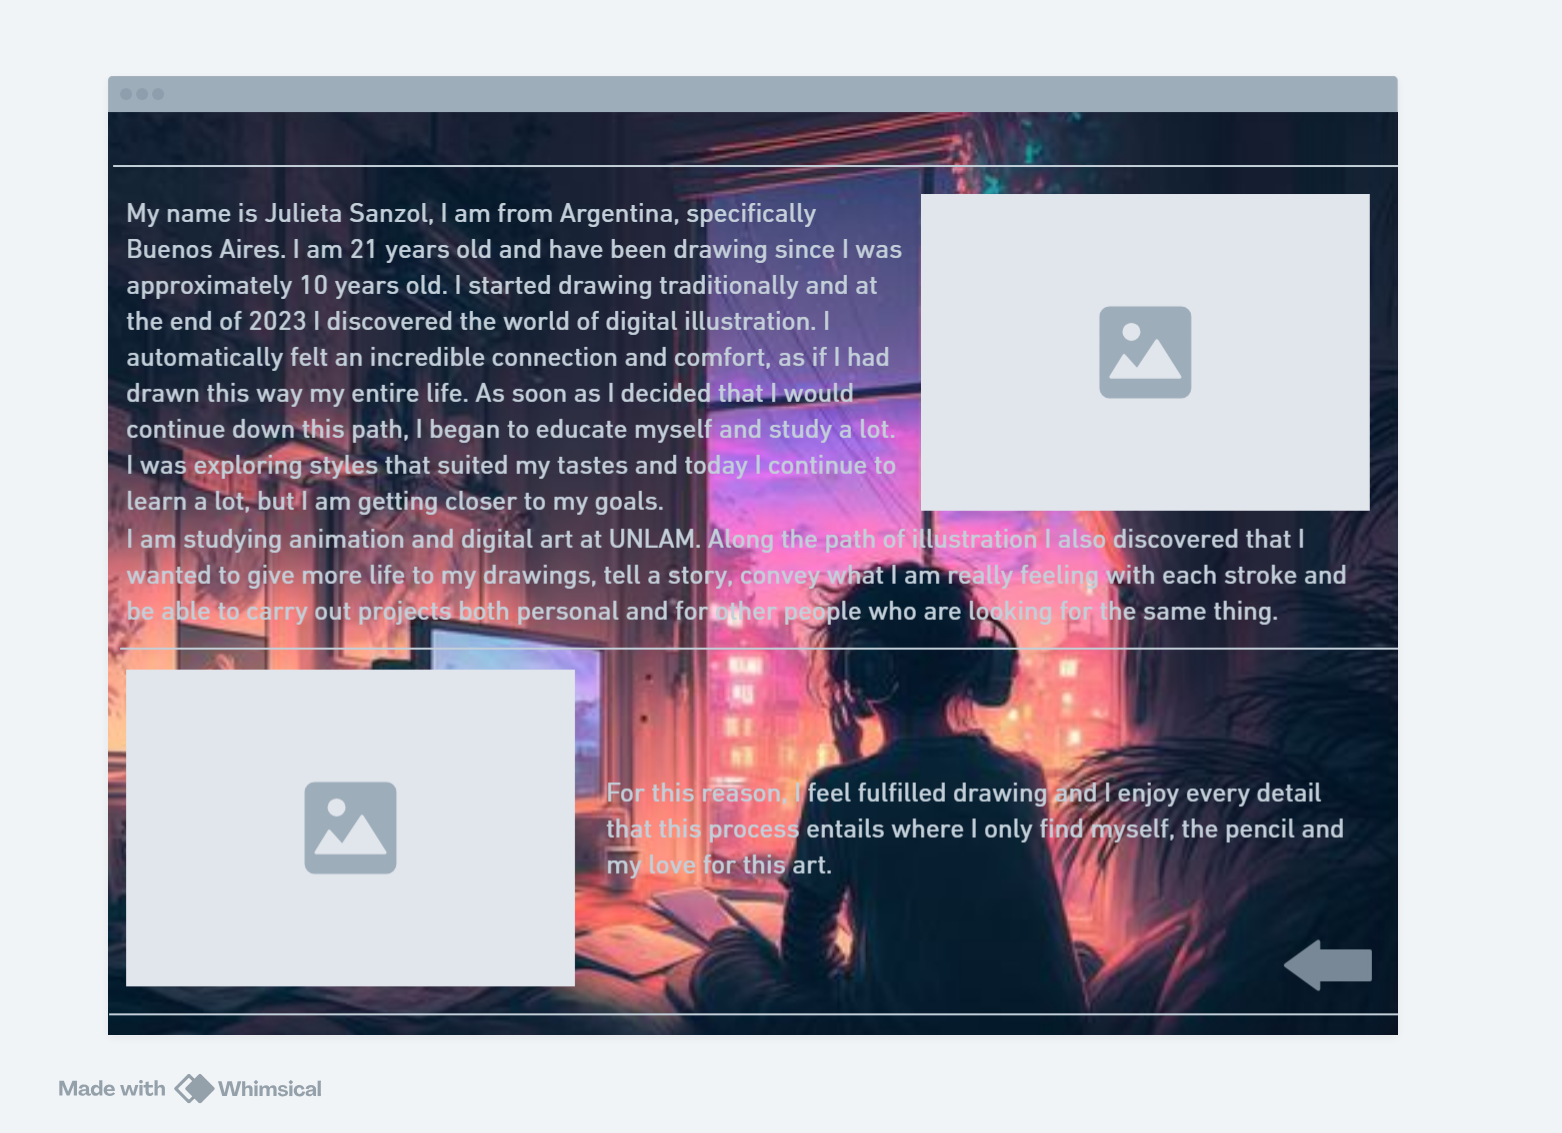 My name is Julieta Sanzol, I am from Argentina, specifically
Buenos Aires. I am 21 years old and have been drawing since I was
approximately 10 years old. I started drawing traditionally and at
the end of 2023 I discovered the world of digital illustration. I
automatically felt an incredible connection and comfort, as if I had
drawn this way my entire life. As soon as I decided that I would
continue down this path, I began to educate myself and study a lot.
I was exploring styles that suited my tastes and today I continue to
learn a lot, but I am getting closer to my goals.
I am studying animation and digital art at UNLAM. Along the path of illustration I also discovered that I
wanted to give more life to my drawings, tell a story, convey what I am really feeling with each stroke and
be able to carry out projects both personal and for other people who are looking for the same thing.
For this reason, I feel fulfilled drawing and I enjoy every detail
that this process entails where I only find myself, the pencil and
my love for this art.
Made with Whimsical